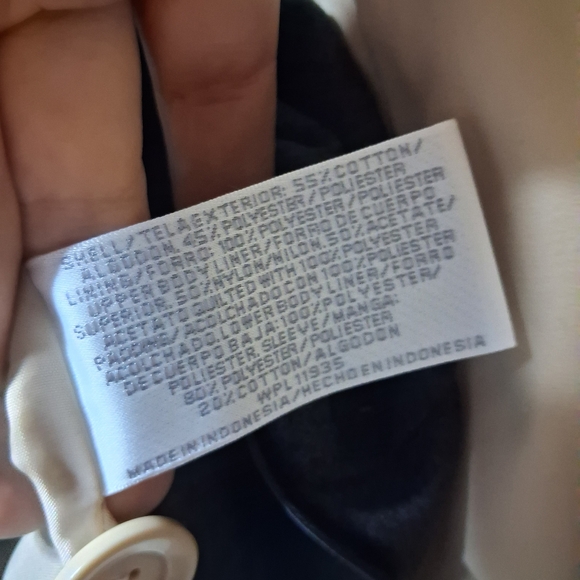 SHELL/TELA EXTERIOR: 55% COTTON/
ALGODON, 45% POLYESTER/POLIESTER
LINING/FORRO: 100% POLYESTER/POLIESTER
UPPER BODY LINER/FORRO DE CUERPO
SUPERIOR: NYLON/NILON, 50% ACETATE/
ACETATO QUILTED WITH 100% POLYESTER
PADDING/ACOLCHADO CON 100% POLIESTER
ACOLCHADO. LOWER BODY LINER/FORRO
DE CUERPO BAJA: 100% POLYESTER/
POLIESTER. SLEEVE/MANGA:
80% POLYESTER/POLIESTER
20% COTTON/ALGODON
WPL 11935
MADE IN INDONESIA/HECHO EN INDONESIA